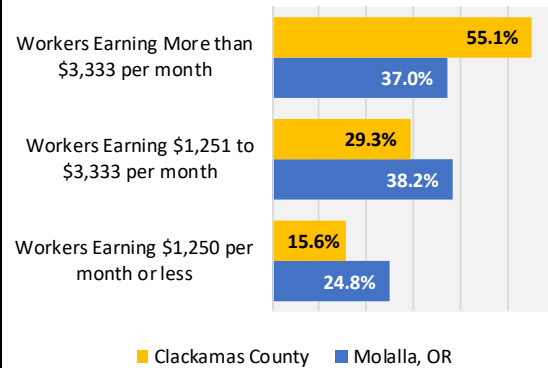 Workers Earning More than
$3,333 per month
55.1%
37.0%
Workers Earning $1,251 to
$3,333 per month
29.3%
38.2%
Workers Earning $1,250 per
month or less
15.6%
24.8%
Clackamas County
Molalla, OR